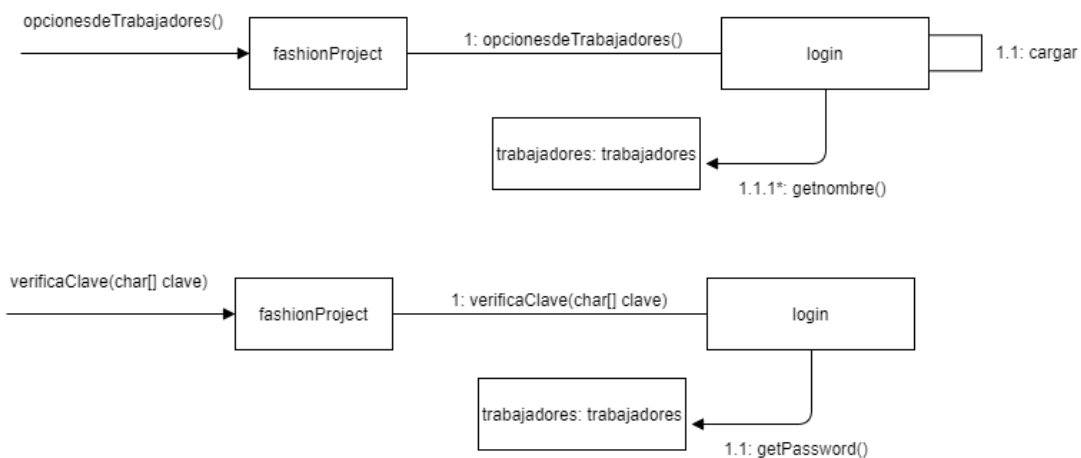 opcionesdeTrabajadores()
fashionProject
1: opcionesdeTrabajadores()
login
1.1: cargar
trabajadores: trabajadores
1.1.1*: getnombre()
verificaClave(char[] clave)
fashionProject
1: verificaClave(char[] clave)
login
trabajadores: trabajadores
1.1: getPassword()